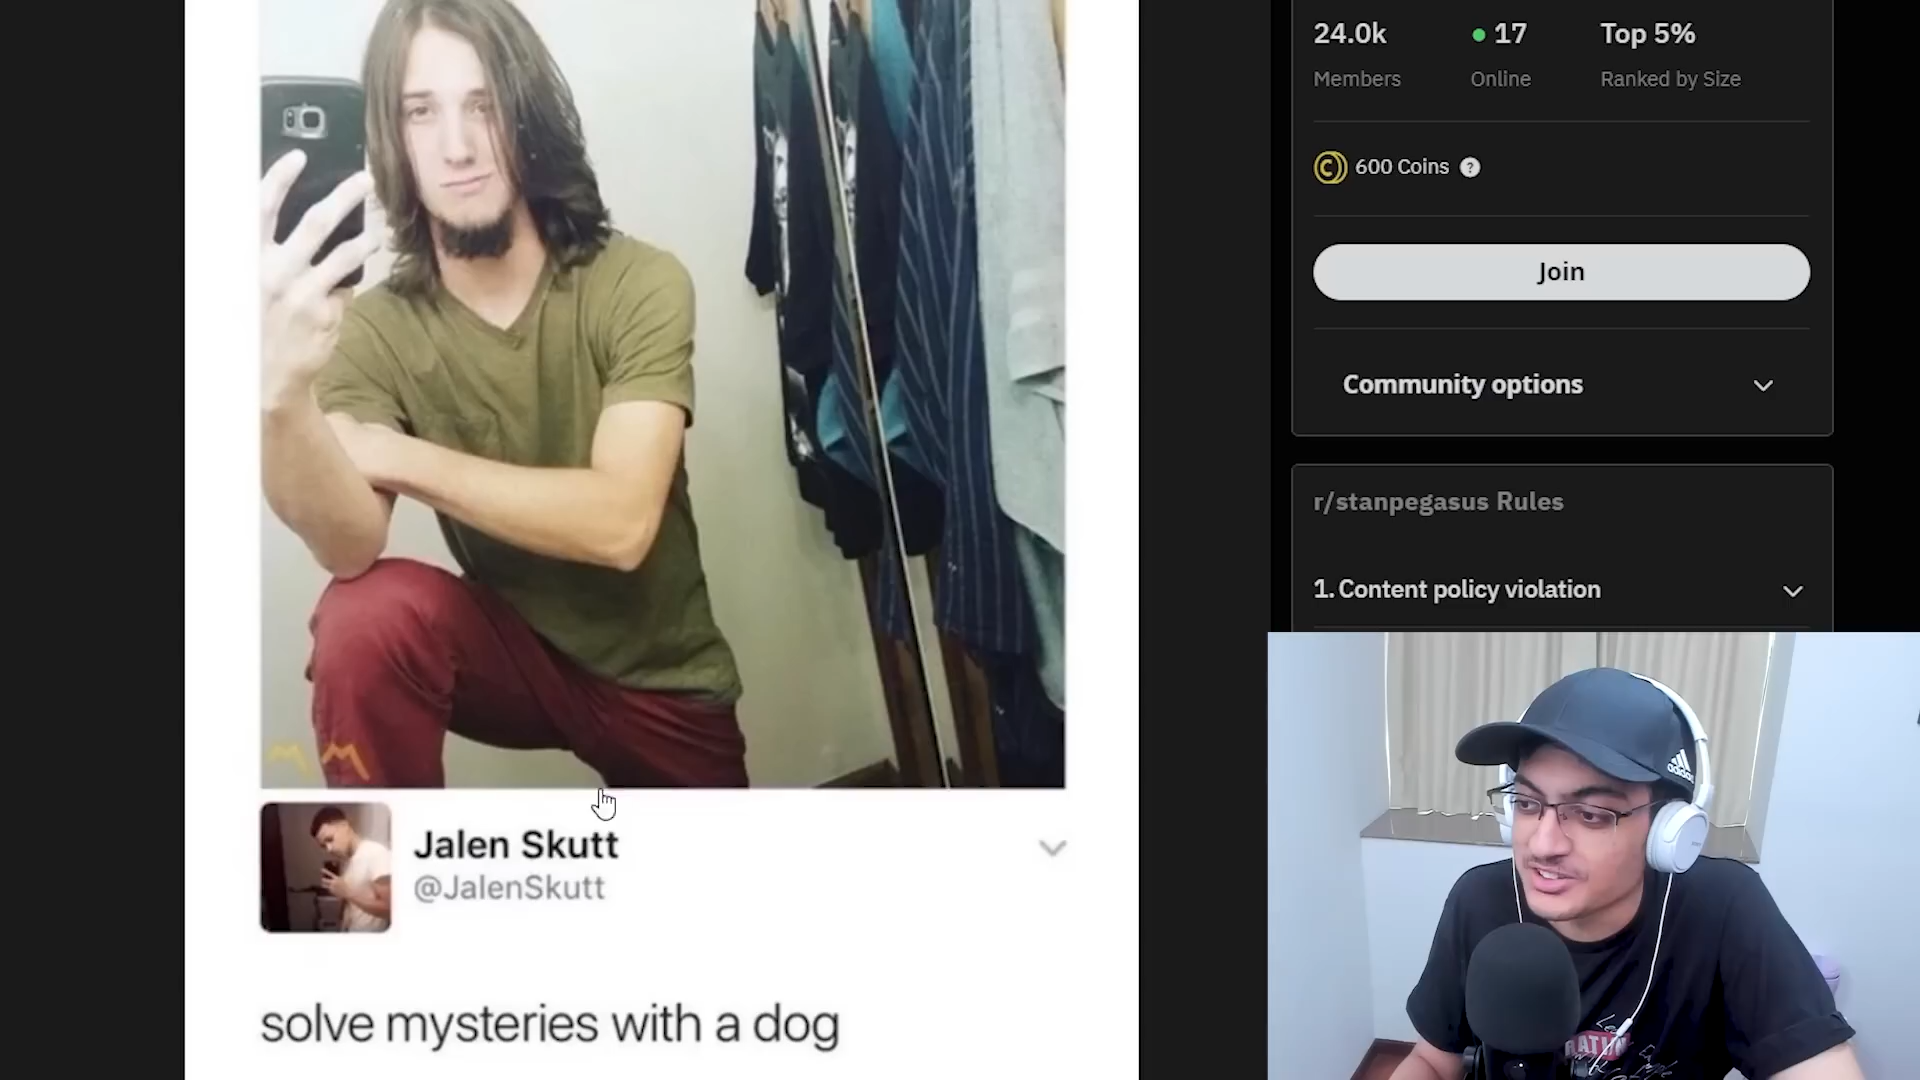 24.0k
17
Top 5%
Members
Online
Ranked by Size
600 Coins
Join
Community options
r/stanpegasus Rules
1. Content policy violation
Jalen Skutt
@JalenSkutt
solve mysteries with a dog
adidas